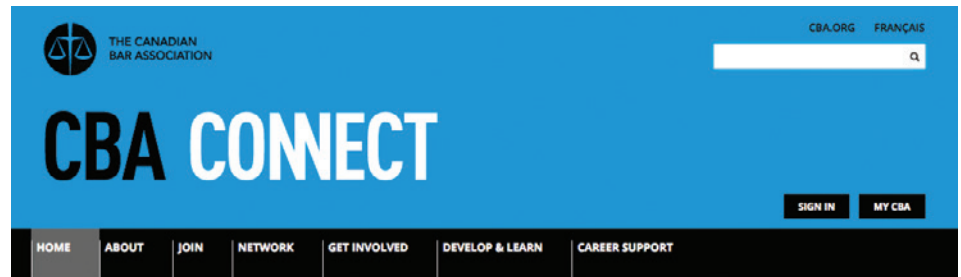 THE CANADIAN
BAR ASSOCIATION
CBA.ORG FRANÇAIS
CBA CONNECT
SIGN IN MY CBA
HOME ABOUT JOIN NETWORK GET INVOLVED DEVELOP & LEARN CAREER SUPPORT